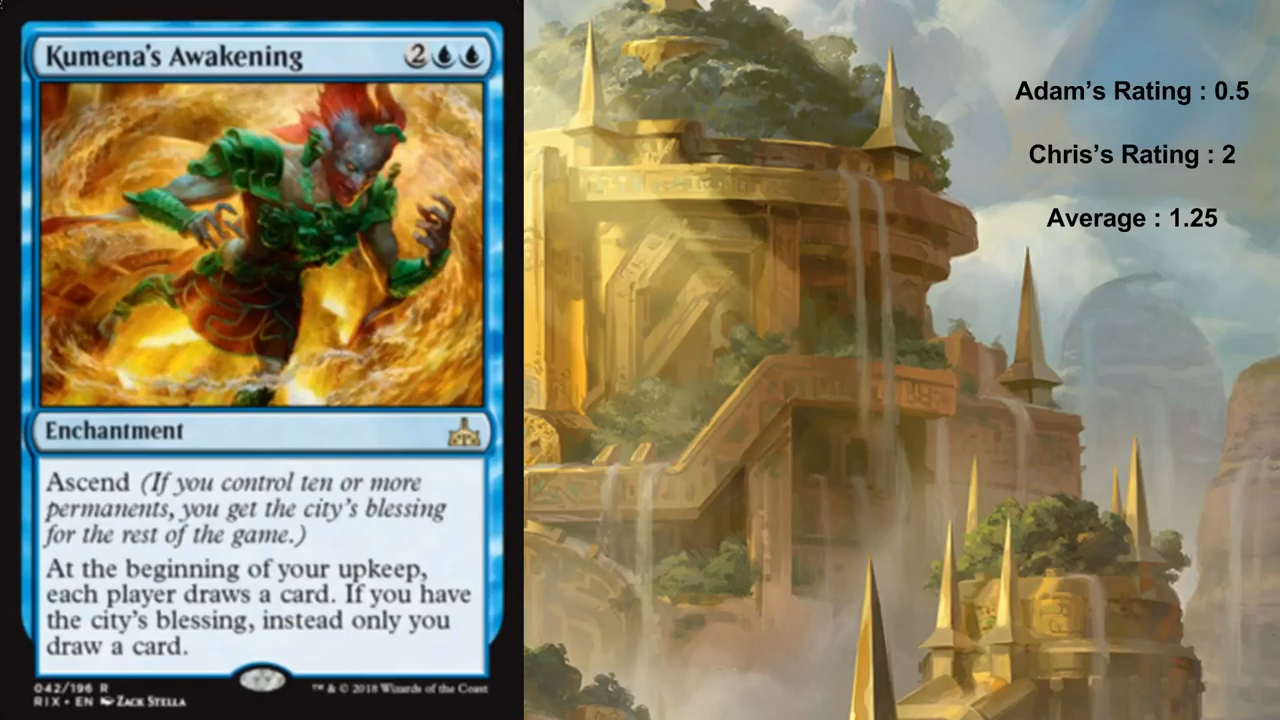 Kumena's Awakening 2
Enchantment
Ascend (If you control ten or more
permanents, you get the city's blessing
for the rest of the game.)
At the beginning of your upkeep,
each player draws a card. If you have
the city's blessing, instead only you
draw a card.
042/196 R
RIX • EN Zack Stella
™ & © 2018 Wizards of the Coast
Adam's Rating : 0.5
Chris's Rating : 2
Average : 1.25